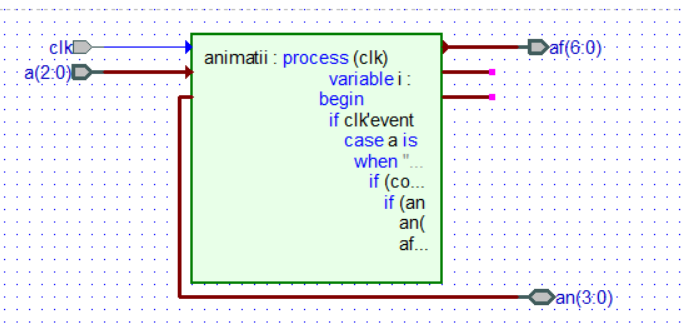 clk
a(2:0)
animatii : process (clk)
variable i :
begin
if clk'event
case a is
when "...
if (co...
if (an
an(
af...
af(6:0)
an(3:0)